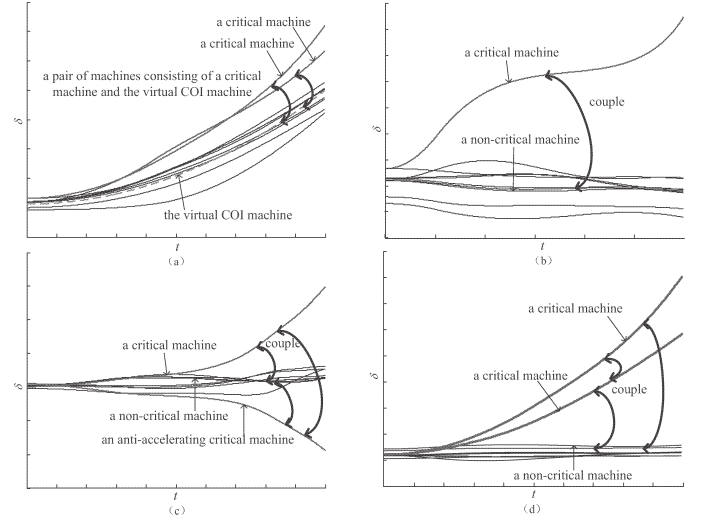 a critical machine
a critical machine
a pair of machines consisting of a critical
machine and the virtual COI machine
δ
the virtual COI machine
t
(a)
a critical machine
couple
δ
a non-critical machine
t
(b)
couple
a critical machine
δ
a non-critical machine
an anti-accelerating critical machine
t
(c)
a critical machine
a critical machine
δ
couple
a non-critical machine
t
(d)